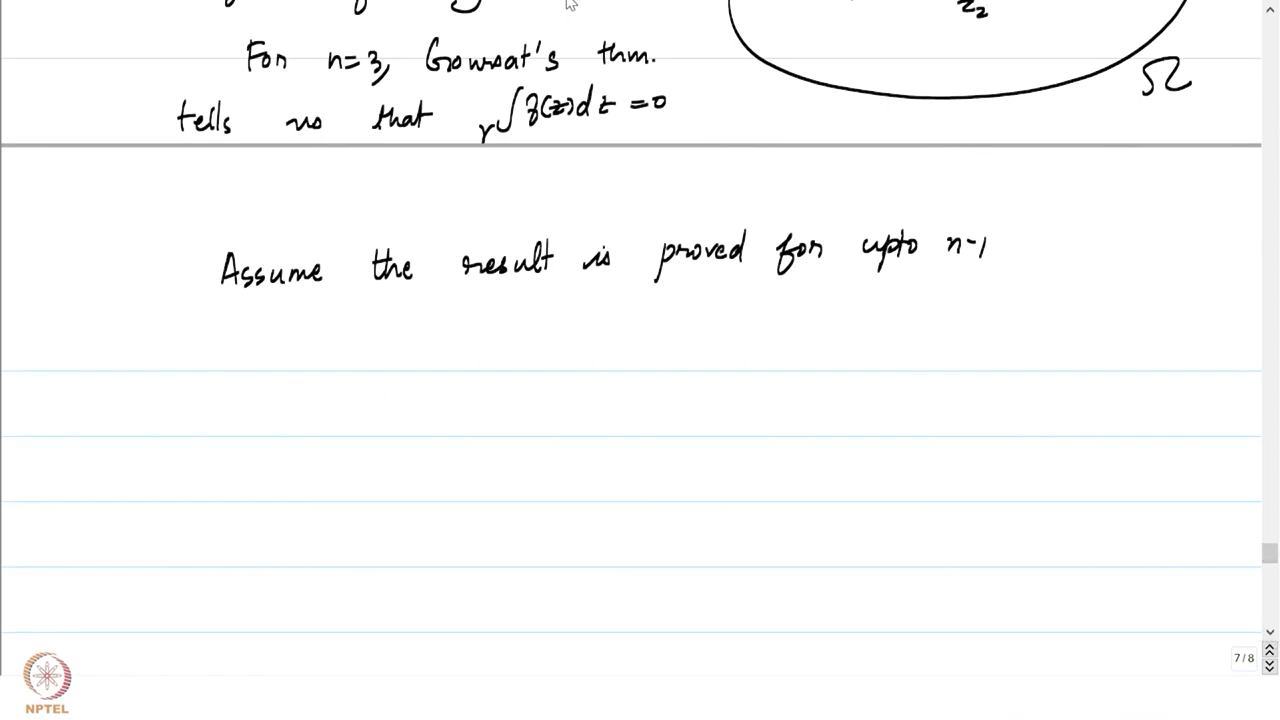 z₂
For n=3, Goursat's thm.
Ω
tells us that γ∫f(z)dz = 0
Assume the result is proved for upto n-1
7/8
NPTEL